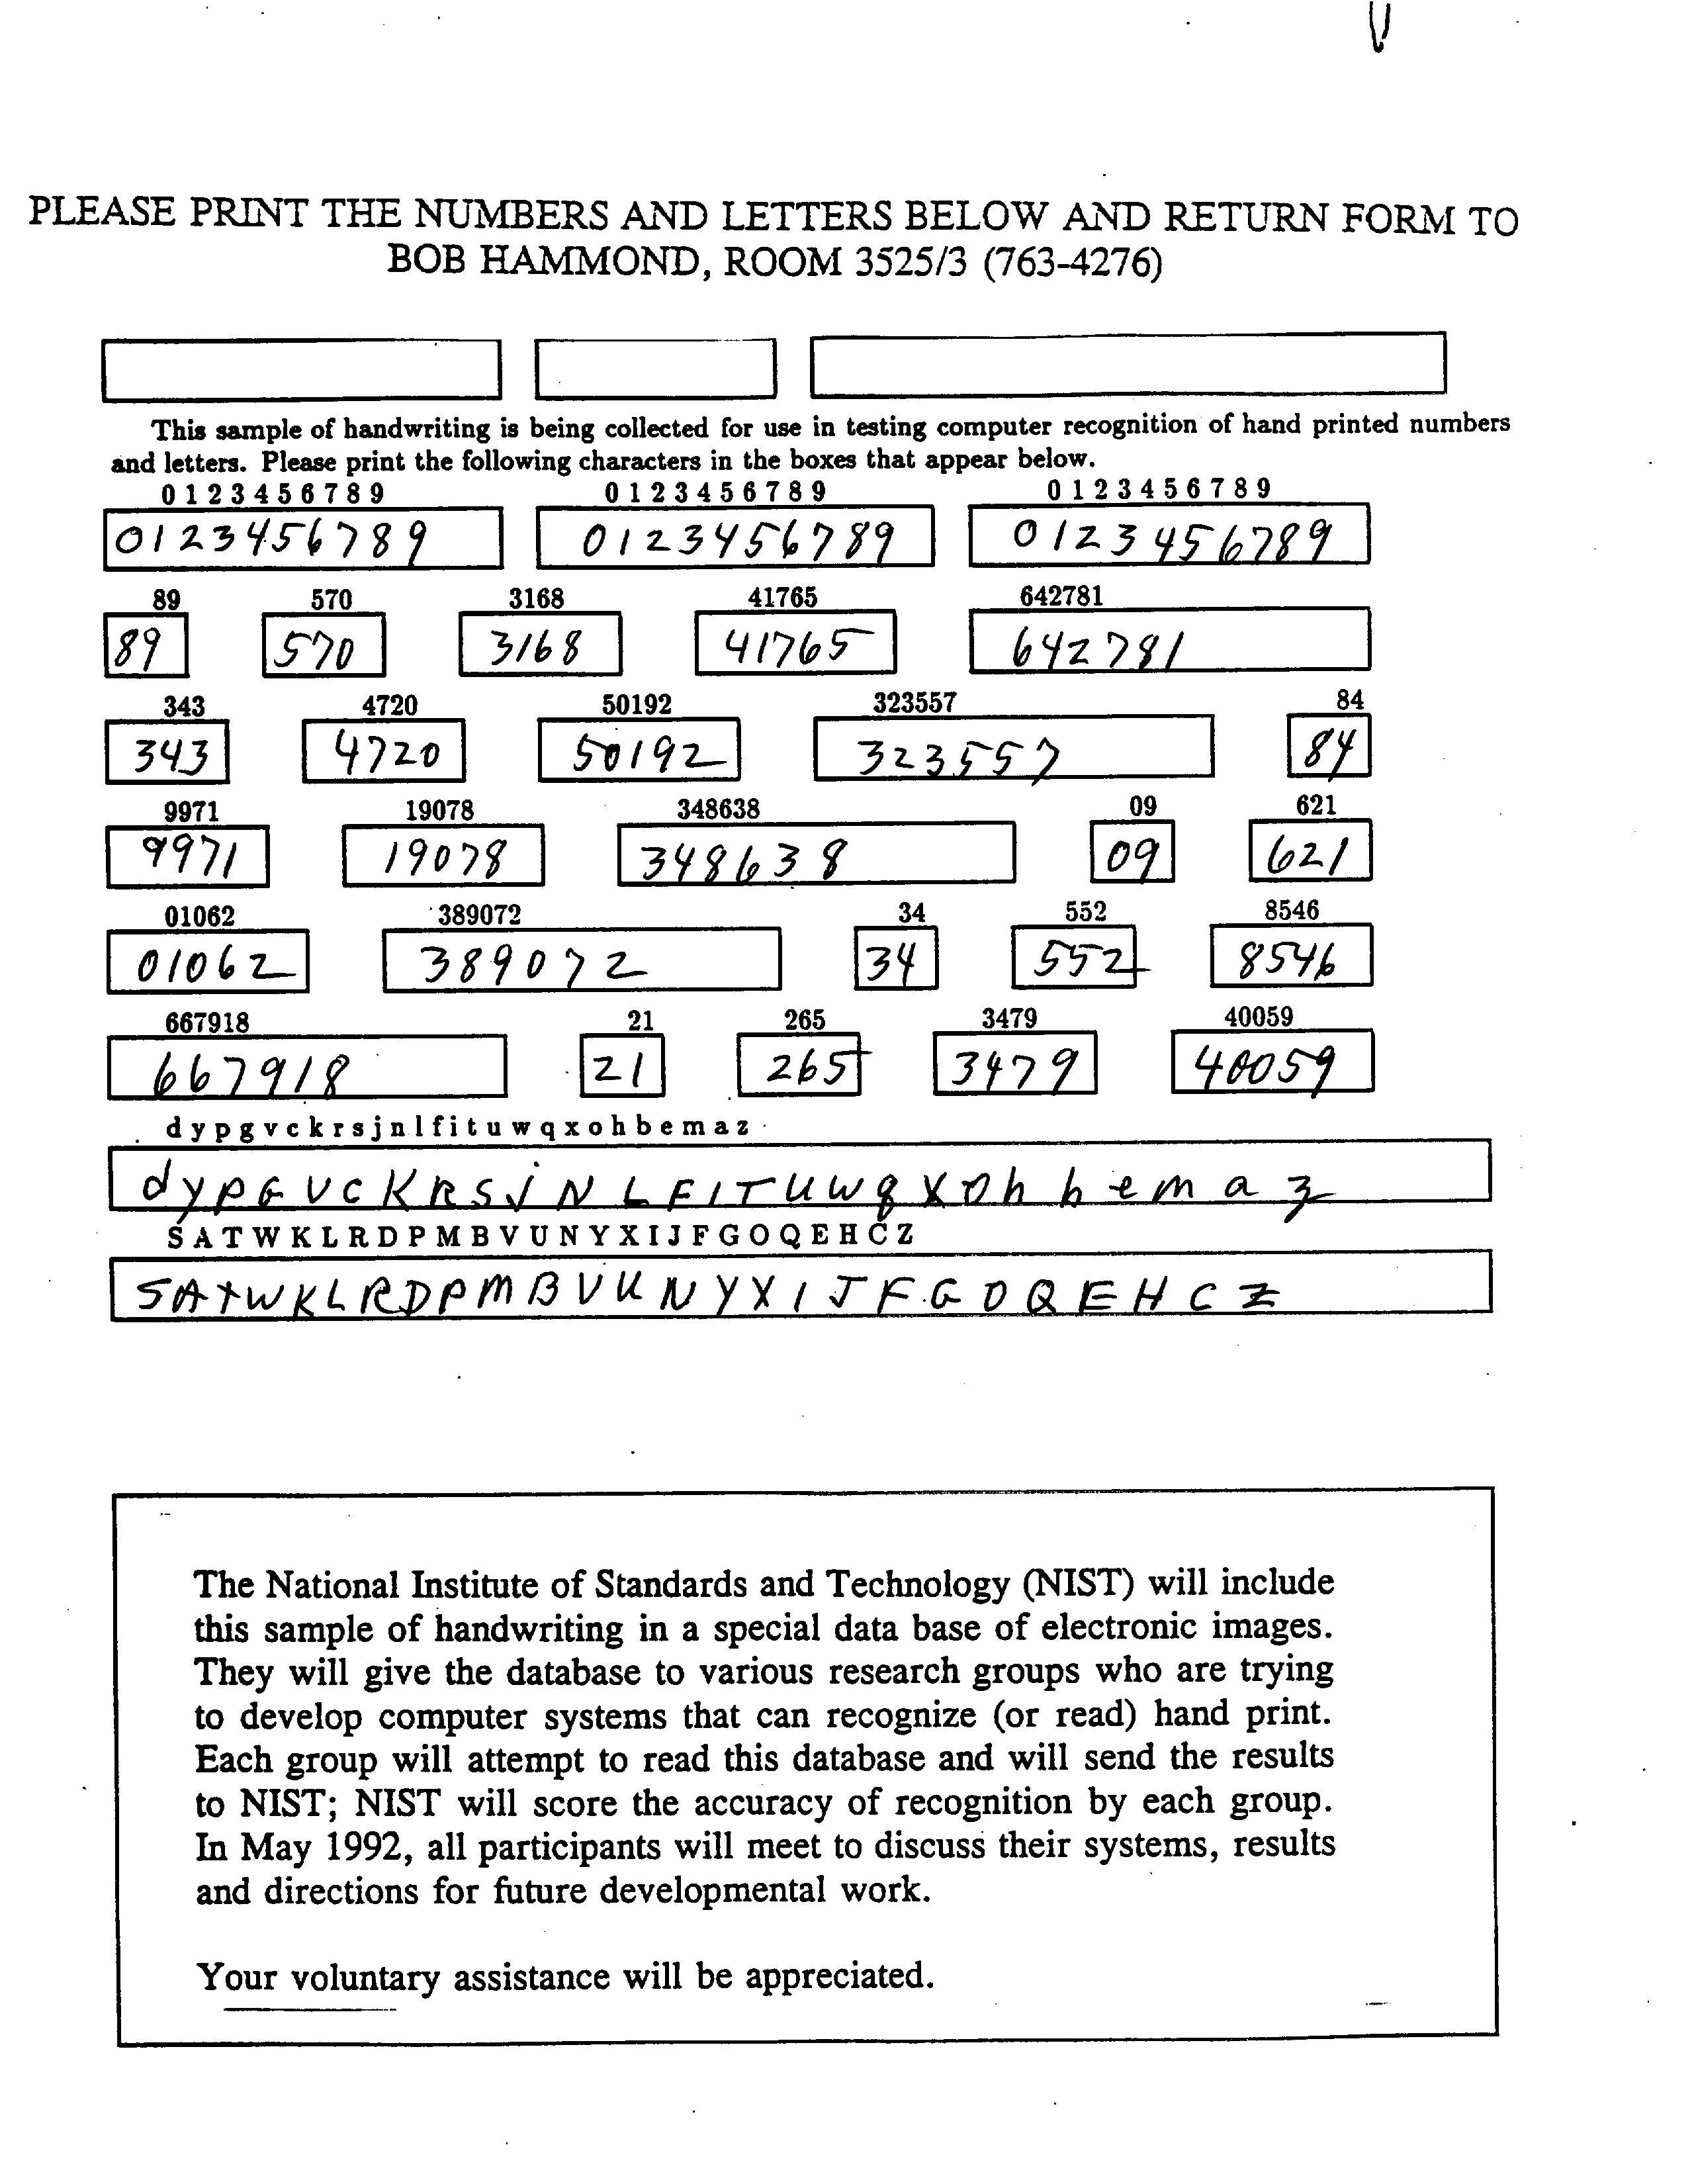 PLEASE PRINT THE NUMBERS AND LETTERS BELOW AND RETURN FORM TO
BOB HAMMOND, ROOM 3525/3 (763-4276)
This sample of handwriting is being collected for use in testing computer recognition of hand printed numbers
and letters. Please print the following characters in the boxes that appear below.
0 1 2 3 4 5 6 7 8 9 0 1 2 3 4 5 6 7 8 9 0 1 2 3 4 5 6 7 8 9
0123456789 0123456789 0123456789
89 570 3168 41765 642781
89 570 3168 41765 642781
343 4720 50192 323557 84
343 4720 50192 323557 84
9971 19078 348638 09 621
9971 19078 348638 09 621
01062 389072 34 552 8546
01062 389072 34 552 8546
667918 21 265 3479 40059
667918 21 265 3479 40059
d y p g v c k r s j n l f i t u w q x o h b e m a z
d y p G V C K R S j N L F I T U W q X O h b e m a z
S A T W K L R D P M B V U N Y X I J F G O Q E H C Z
S A T W K L R D P M B V U N Y X I J F G O Q E H C Z
The National Institute of Standards and Technology (NIST) will include
this sample of handwriting in a special data base of electronic images.
They will give the database to various research groups who are trying
to develop computer systems that can recognize (or read) hand print.
Each group will attempt to read this database and will send the results
to NIST; NIST will score the accuracy of recognition by each group.
In May 1992, all participants will meet to discuss their systems, results
and directions for future developmental work.
Your voluntary assistance will be appreciated.